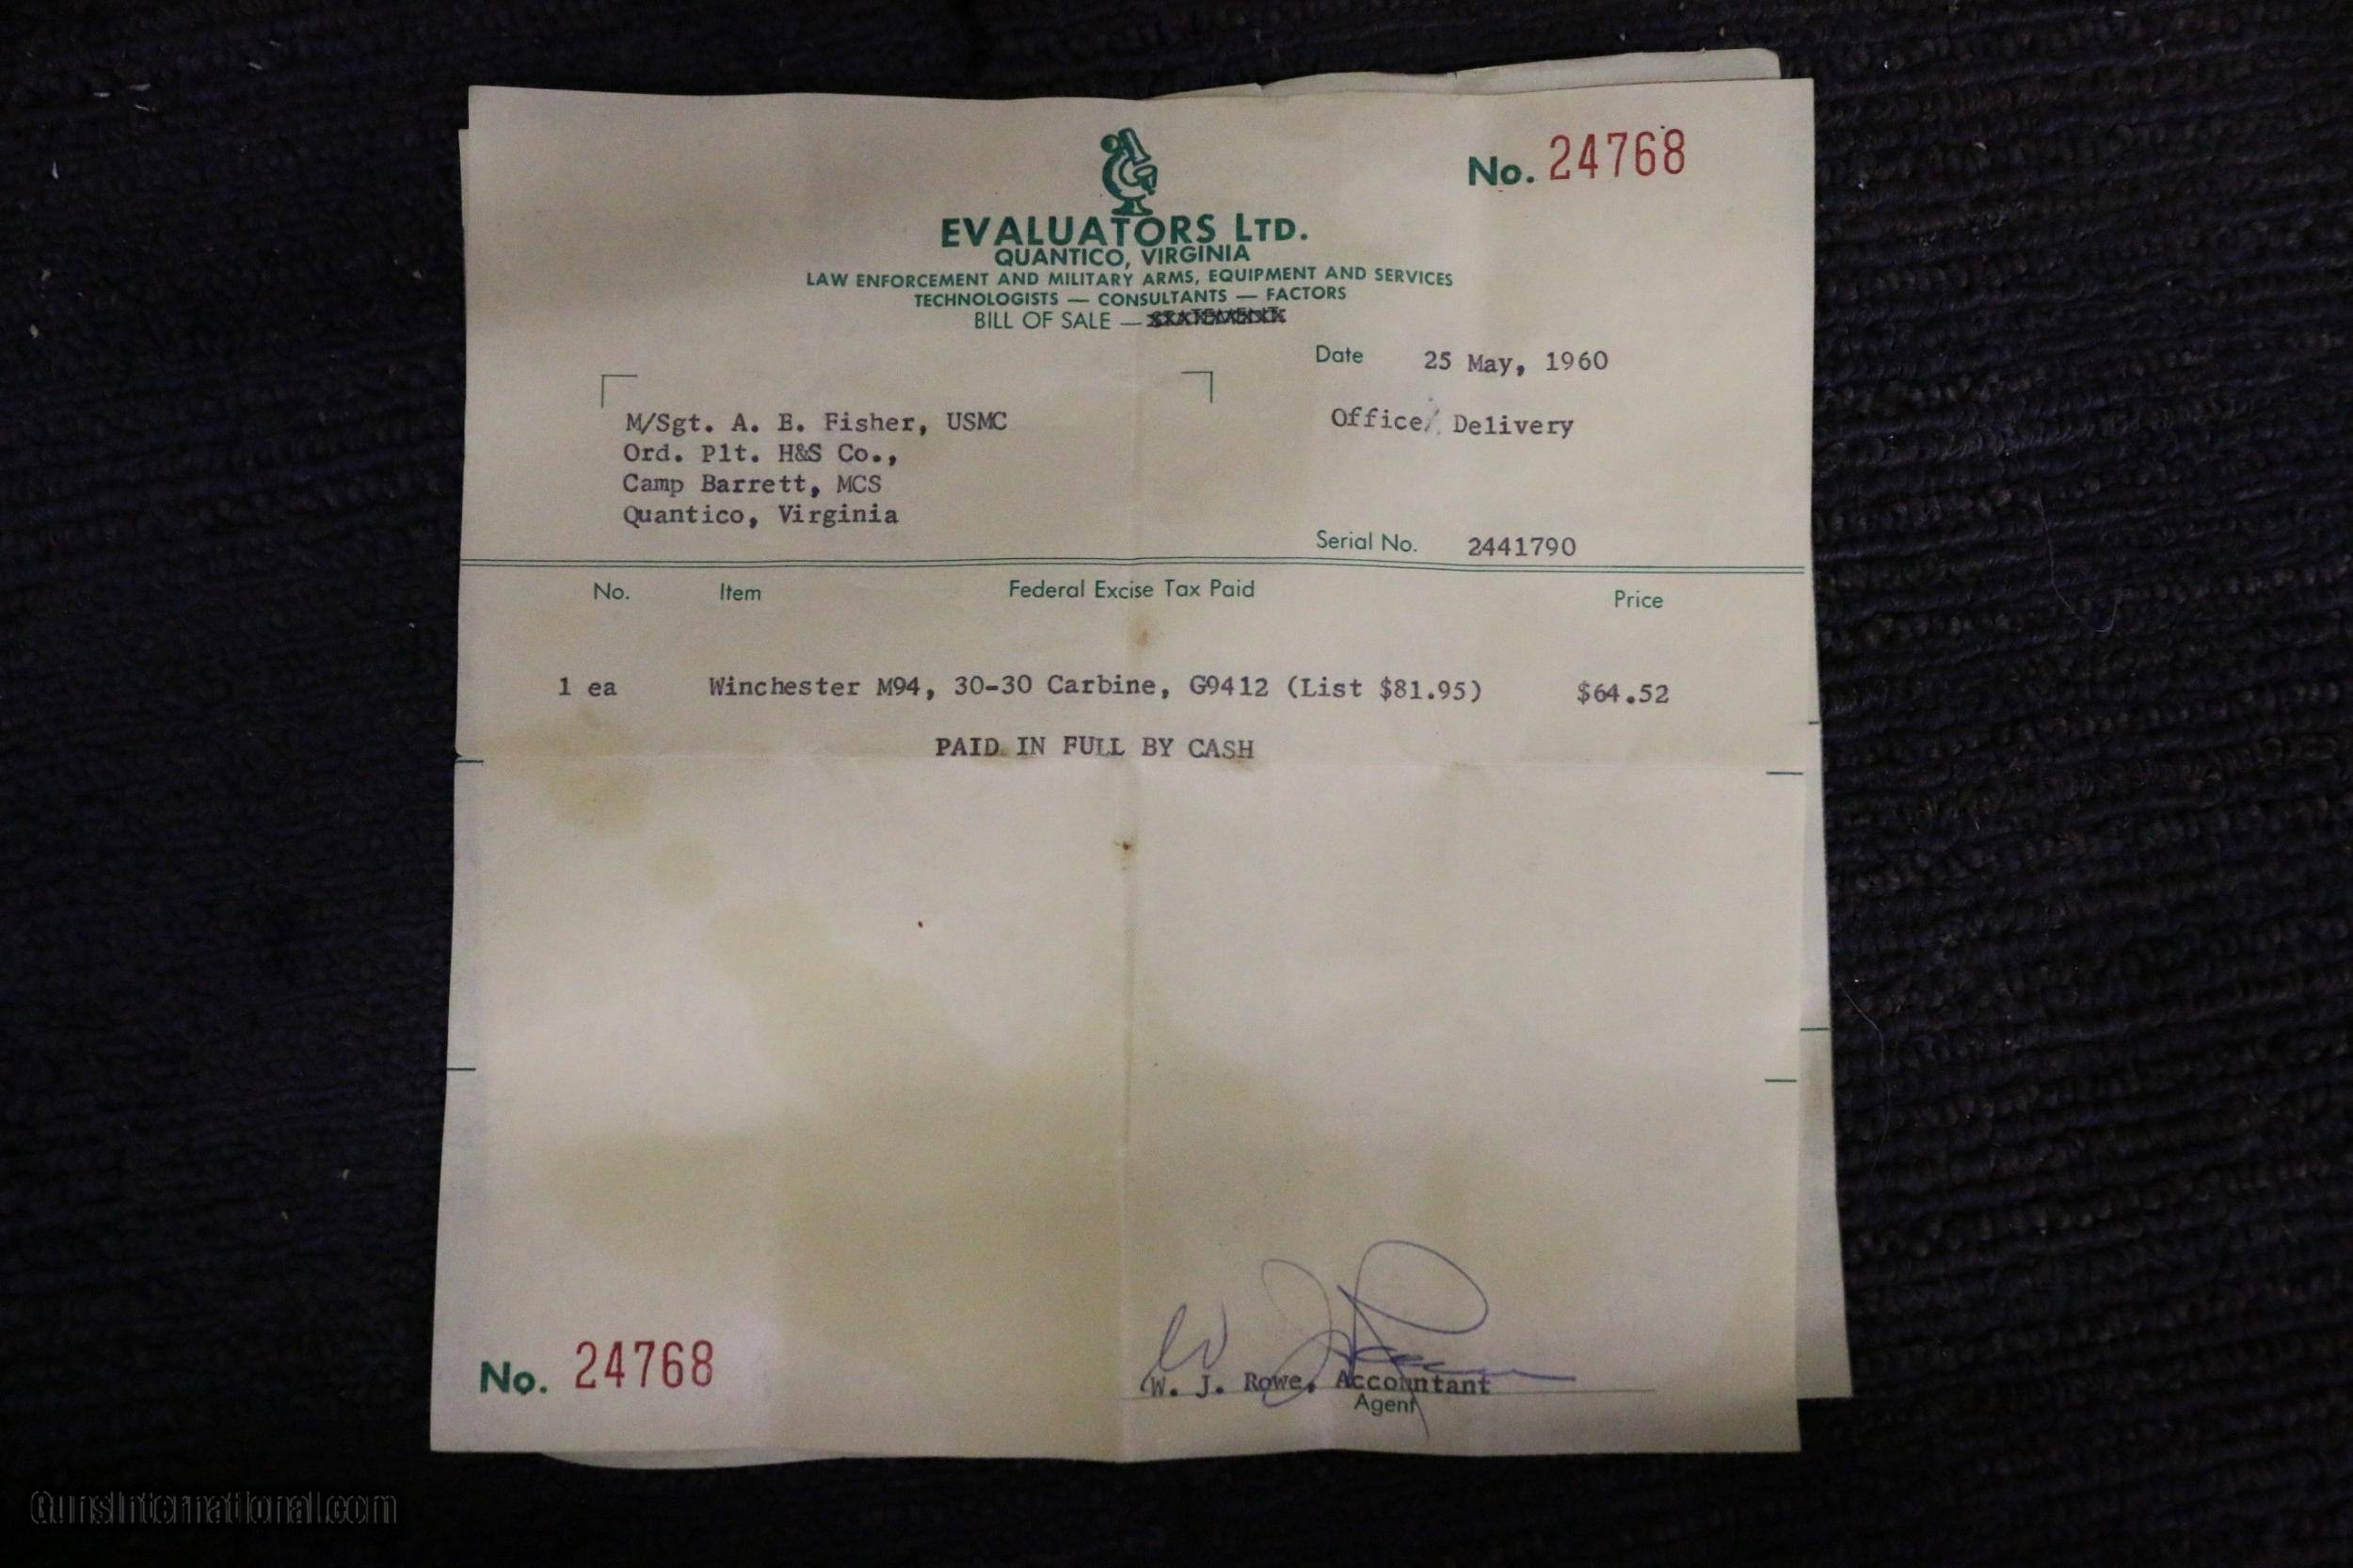 No. 24768
EVALUATORS LTD.
QUANTICO, VIRGINIA
LAW ENFORCEMENT AND MILITARY ARMS, EQUIPMENT AND SERVICES
TECHNOLOGISTS — CONSULTANTS — FACTORS
BILL OF SALE — STATEMENT
Date 25 May, 1960
M/Sgt. A. E. Fisher, USMC
Office/ Delivery
Ord. Plt. H&S Co.,
Camp Barrett, MCS
Quantico, Virginia
Serial No. 2441790
No. Item Federal Excise Tax Paid Price
1 ea Winchester M94, 30-30 Carbine, G9412 (List $81.95) $64.52
PAID IN FULL BY CASH
No. 24768
W. J. Rowe, Accountant
Agent
GunsInternational.com